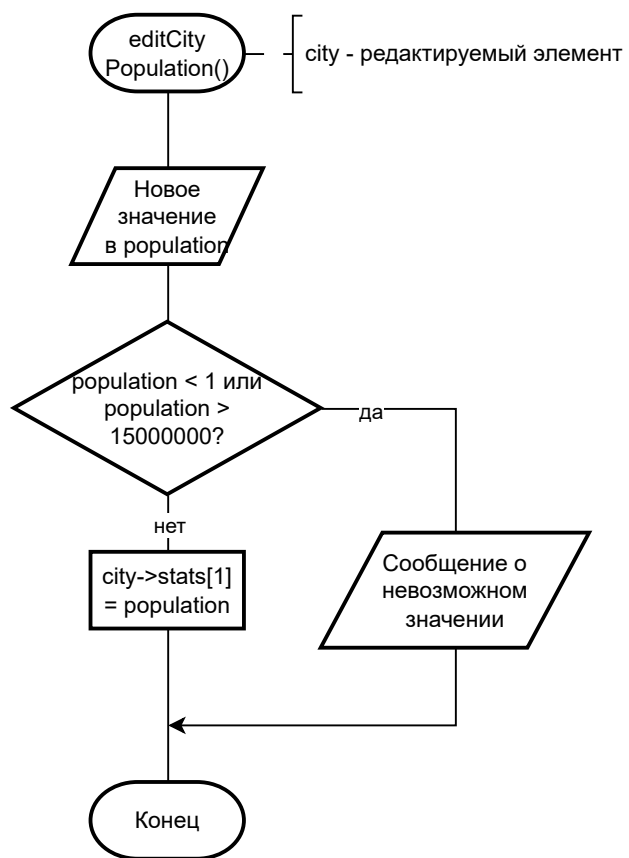 editCity
Population()
city - редактируемый элемент
Новое
значение
в population
population < 1 или
population >
15000000?
да
нет
city->stats[1]
= population
Сообщение о
невозможном
значении
Конец